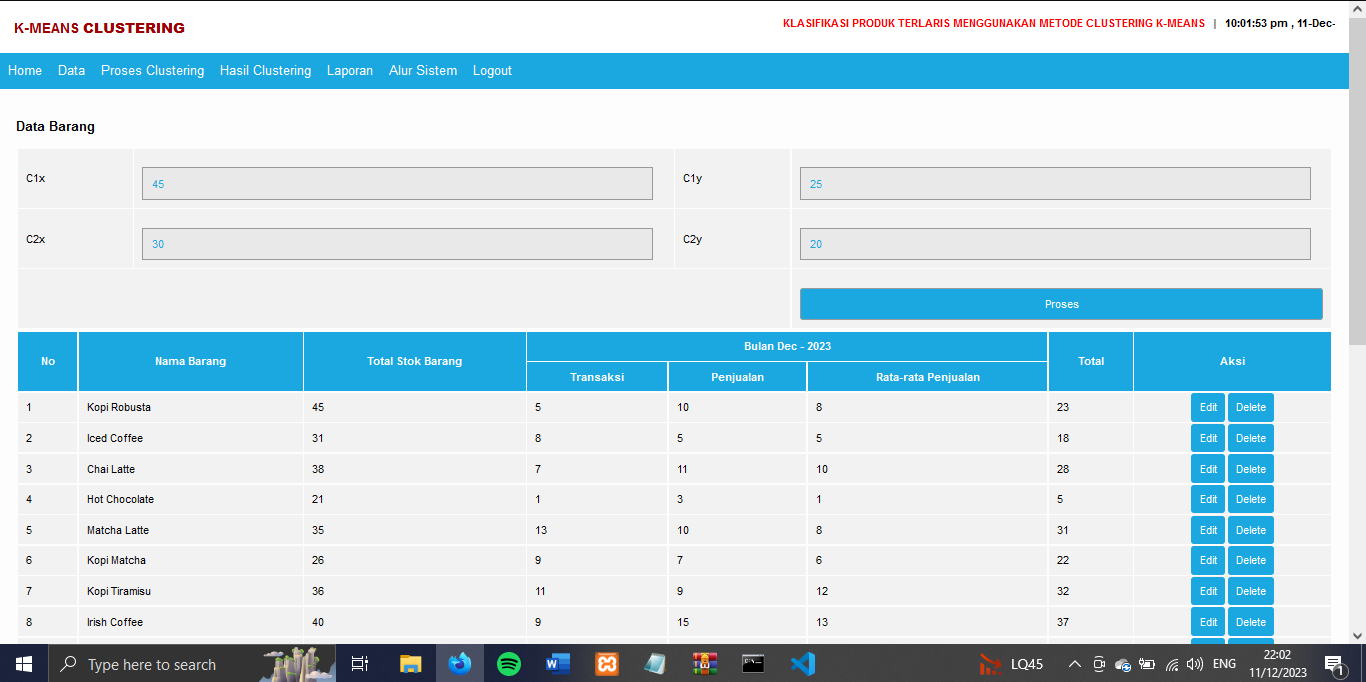 K-MEANS CLUSTERING
KLASIFIKASI PRODUK TERLARIS MENGGUNAKAN METODE CLUSTERING K-MEANS | 10:01:53 pm , 11-Dec-
Home Data Proses Clustering Hasil Clustering Laporan Alur Sistem Logout
Data Barang
C1x 45 C1y 25
C2x 30 C2y 20
Proses
No Nama Barang Total Stok Barang Bulan Dec - 2023 Total Aksi
Transaksi Penjualan Rata-rata Penjualan
1 Kopi Robusta 45 5 10 8 23 Edit Delete
2 Iced Coffee 31 8 5 5 18 Edit Delete
3 Chai Latte 38 7 11 10 28 Edit Delete
4 Hot Chocolate 21 1 3 1 5 Edit Delete
5 Matcha Latte 35 13 10 8 31 Edit Delete
6 Kopi Matcha 26 9 7 6 22 Edit Delete
7 Kopi Tiramisu 36 11 9 12 32 Edit Delete
8 Irish Coffee 40 9 15 13 37 Edit Delete
Type here to search LQ45 ENG 22:02
11/12/2023 1